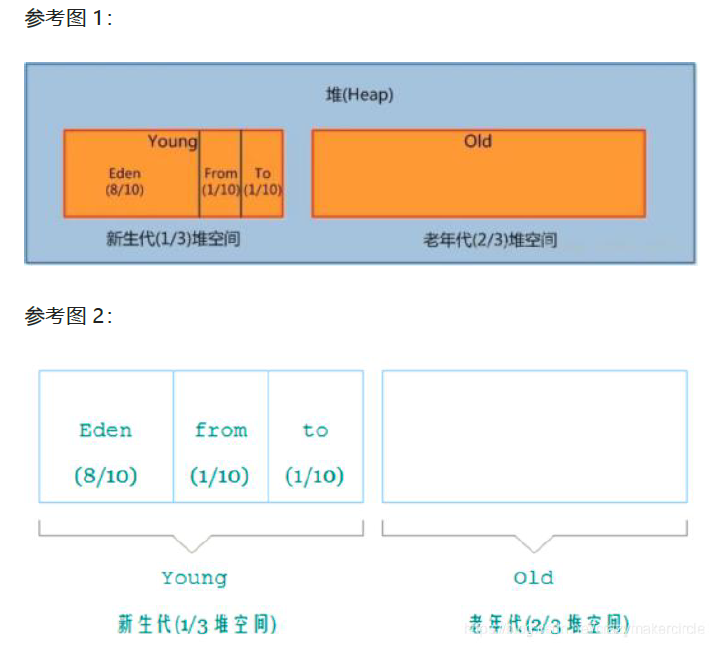 参考图 1：
堆(Heap)
Young
Old
Eden
(8/10)
From
(1/10)
To
(1/10)
新生代(1/3)堆空间
老年代(2/3)堆空间
参考图 2：
Eden
(8/10)
from
(1/10)
to
(1/10)
Young
Old
新生代(1/3 堆空间)
老年代(2/3 堆空间)